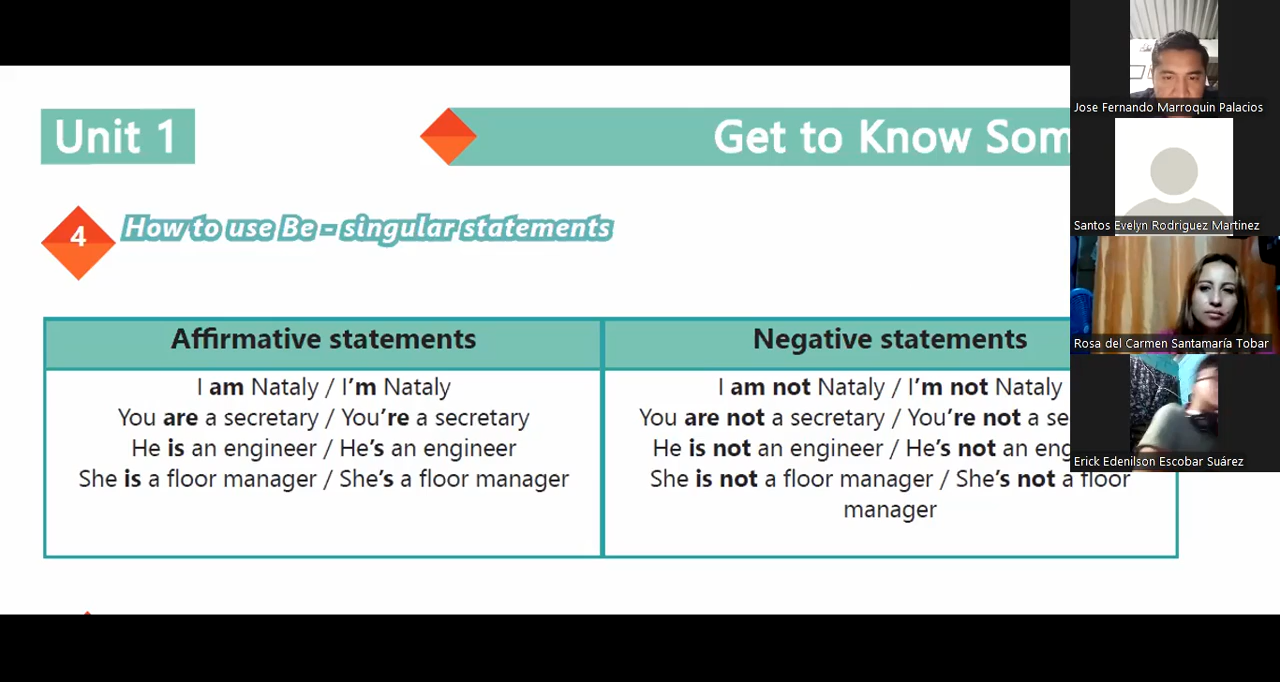 Unit 1
Get to Know Som
4
How to use Be - singular statements
Affirmative statements
I am Nataly / I'm Nataly
You are a secretary / You're a secretary
He is an engineer / He's an engineer
She is a floor manager / She's a floor manager
Negative statements
I am not Nataly / I'm not Nataly
You are not a secretary / You're not a se
He is not an engineer / He's not an eng
She is not a floor manager / She's not a floor
manager
Jose Fernando Marroquin Palacios
Santos Evelyn Rodriguez Martinez
Rosa del Carmen Santamaría Tobar
Erick Edenilson Escobar Suárez